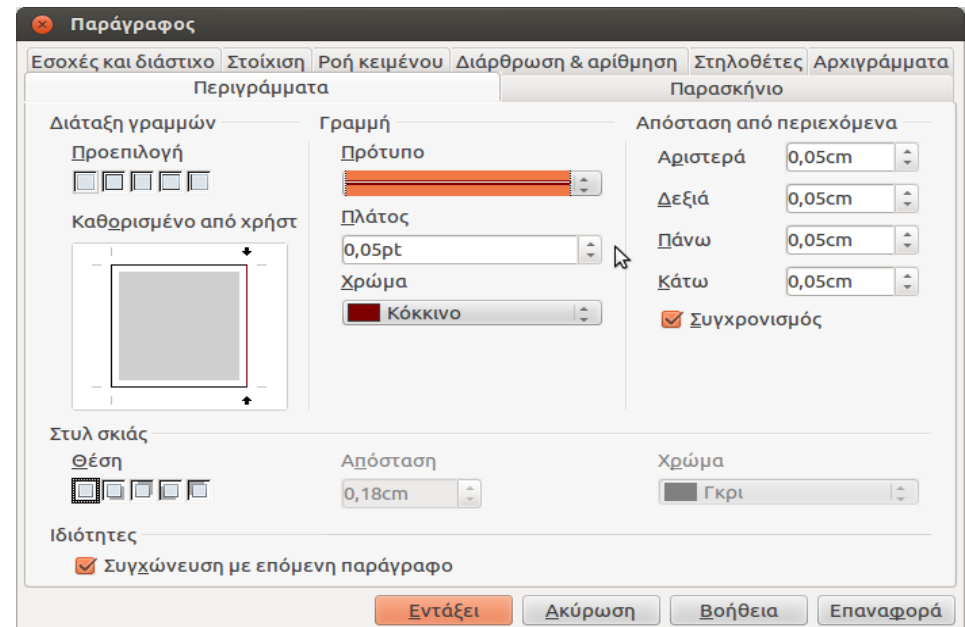 Παράγραφος
Εσοχές και διάστιχο Στοίχιση Ροή κειμένου Διάρθρωση & αρίθμηση Στηλοθέτες Αρχιγράμματα
Περιγράμματα Παρασκήνιο
Διάταξη γραμμών Γραμμή Απόσταση από περιεχόμενα
Προεπιλογή Πρότυπο Αριστερά 0,05cm
Δεξιά 0,05cm
Καθορισμένο από χρήστ Πλάτος
0,05pt Πάνω 0,05cm
Χρώμα Κάτω 0,05cm
Κόκκινο Συγχρονισμός
Στυλ σκιάς
Θέση Απόσταση Χρώμα
0,18cm Γκρι
Ιδιότητες
Συγχώνευση με επόμενη παράγραφο
Εντάξει Ακύρωση Βοήθεια Επαναφορά